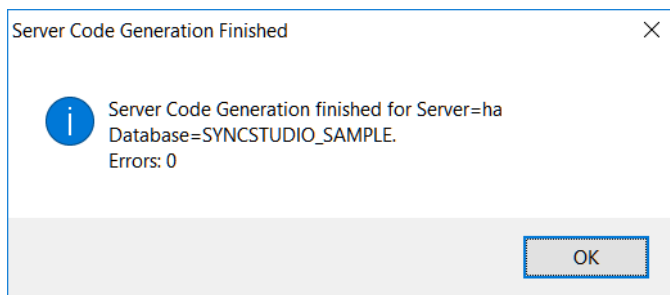 Server Code Generation Finished
Server Code Generation finished for Server=ha
Database=SYNCSTUDIO_SAMPLE.
Errors: 0
OK